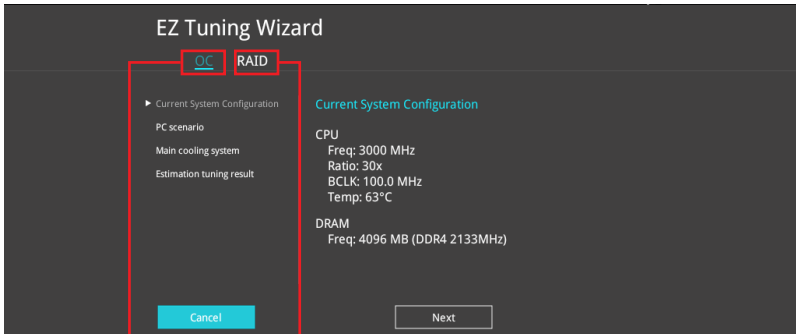 EZ Tuning Wizard
OC RAID
Current System Configuration
PC scenario
Main cooling system
Estimation tuning result
Current System Configuration
CPU
Freq: 3000 MHz
Ratio: 30x
BCLK: 100.0 MHz
Temp: 63°C
DRAM
Freq: 4096 MB (DDR4 2133MHz)
Cancel
Next